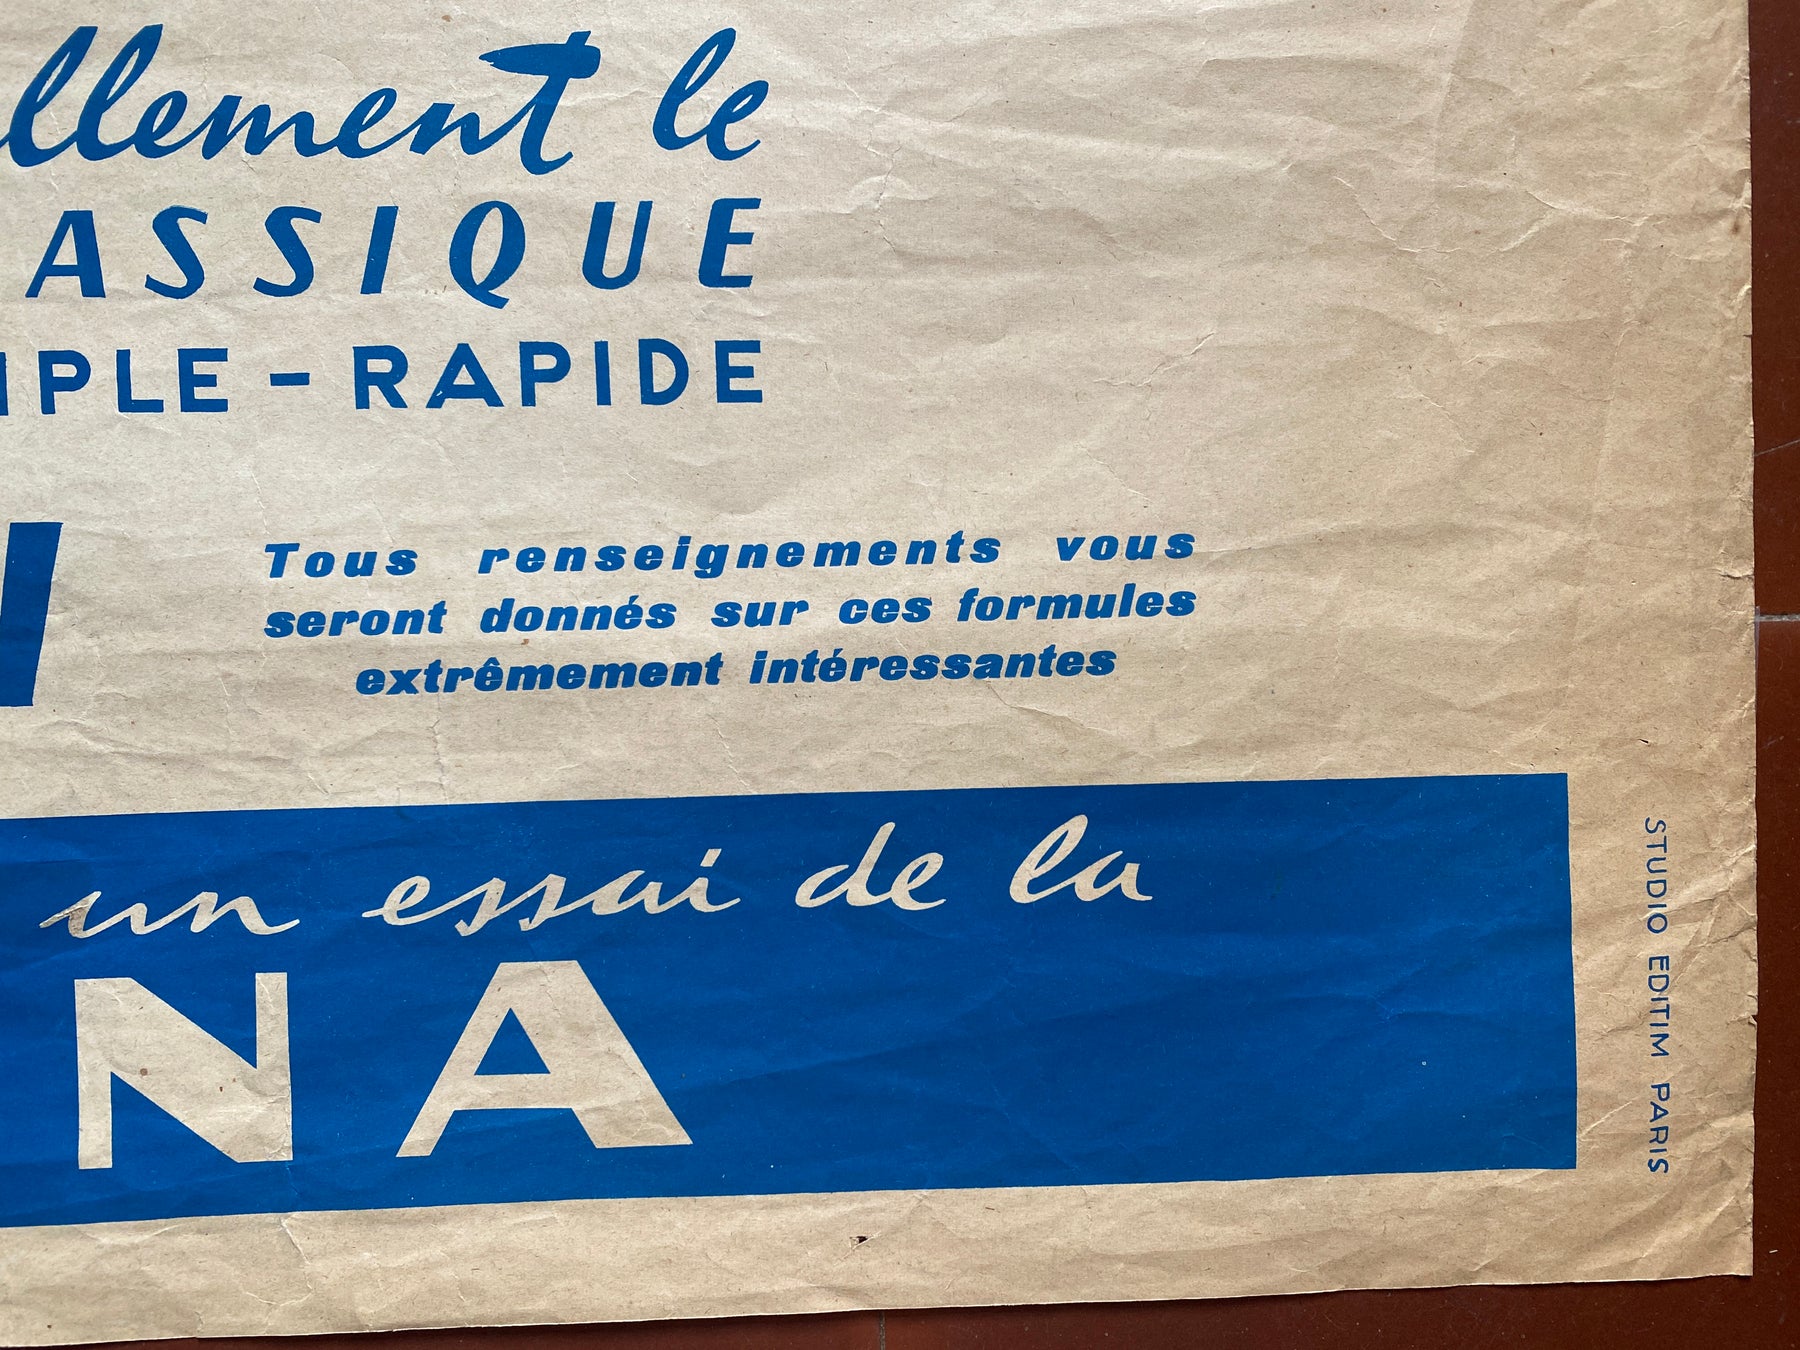 llement le
ASSIQUE
MPLE - RAPIDE
Tous renseignements vous
seront donnés sur ces formules
extrêmement intéressantes
un essai de la
NA
STUDIO EDITIM PARIS